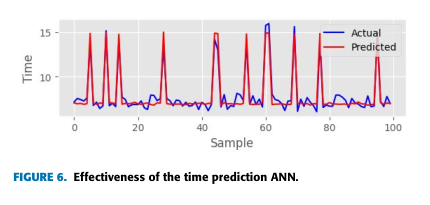 15
10
Time
Actual
Predicted
0 20 40 60 80 100
Sample
FIGURE 6. Effectiveness of the time prediction ANN.